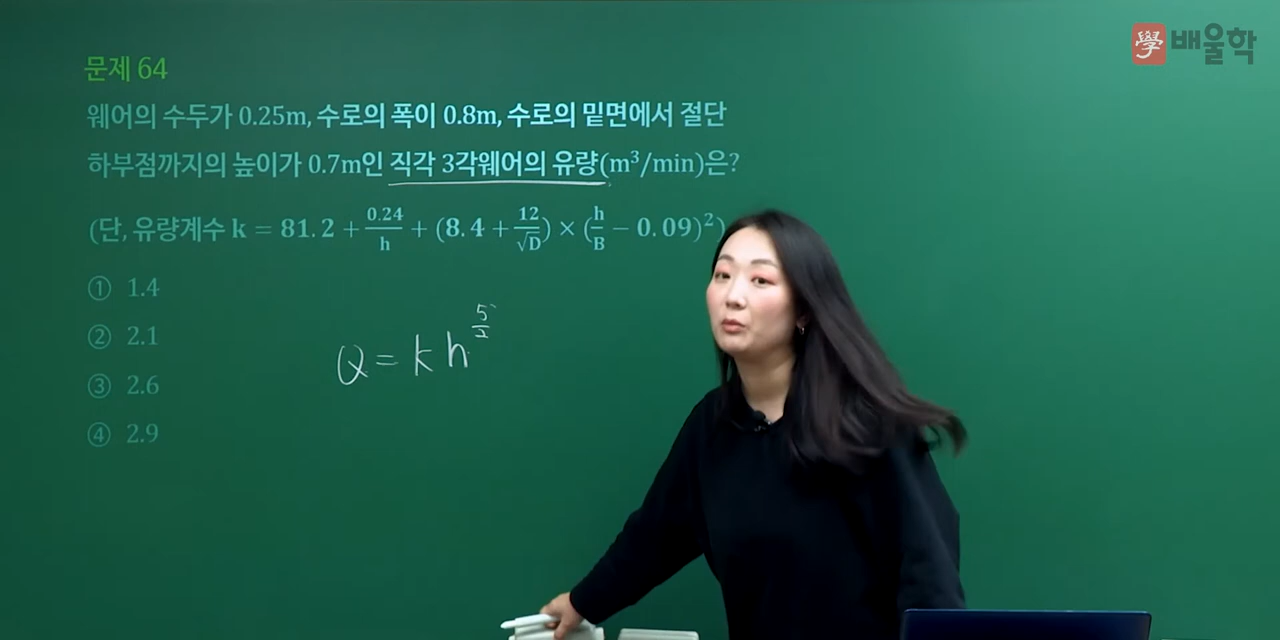 學 배울학
문제 64
웨어의 수두가 0.25m, 수로의 폭이 0.8m, 수로의 밑면에서 절단
하부점까지의 높이가 0.7m인 직각 3각웨어의 유량(m³/min)은?
(단, 유량계수 k = 81.2 + 0.24/h + (8.4 + 12/√D) × (h/B − 0.09)²)
① 1.4
② 2.1
③ 2.6
④ 2.9
Q = k h^5/2